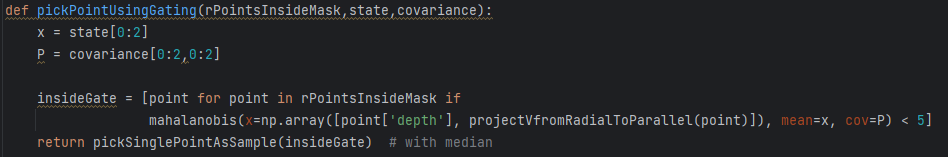 def pickPointUsingGating(rPointsInsideMask,state,covariance):
x = state[0:2]
P = covariance[0:2,0:2]
insideGate = [point for point in rPointsInsideMask if
mahalanobis(x=np.array([point['depth'], projectVfromRadialToParallel(point)]), mean=x, cov=P) < 5]
return pickSinglePointAsSample(insideGate)  # with median